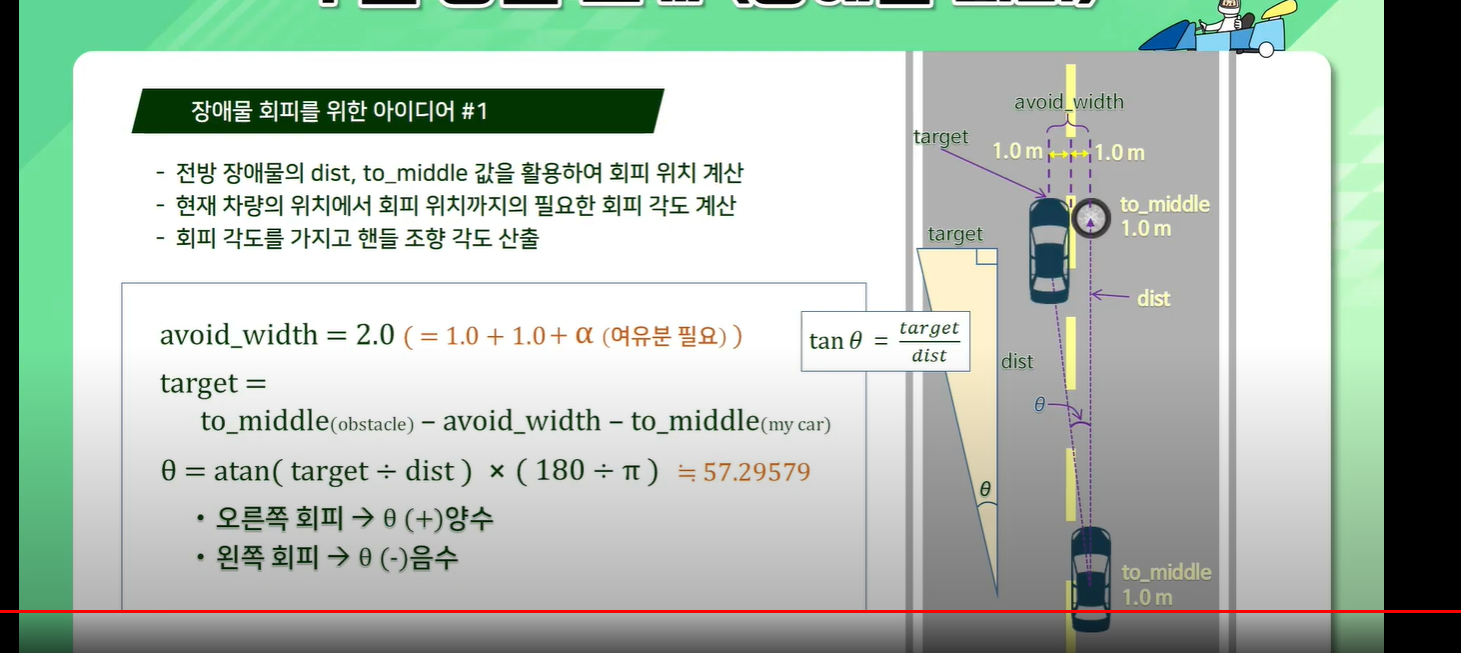 장애물 회피를 위한 아이디어 #1
- 전방 장애물의 dist, to_middle 값을 활용하여 회피 위치 계산
- 현재 차량의 위치에서 회피 위치까지의 필요한 회피 각도 계산
- 회피 각도를 가지고 핸들 조향 각도 산출
avoid_width = 2.0 ( = 1.0 + 1.0 + α (여유분 필요) )
target =
to_middle(obstacle) – avoid_width – to_middle(my car)
θ = atan( target ÷ dist ) × ( 180 ÷ π ) ≒ 57.29579
• 오른쪽 회피 → θ (+)양수
• 왼쪽 회피 → θ (-)음수
tan θ = target / dist
avoid_width
target
1.0 m
1.0 m
to_middle
1.0 m
target
dist
dist
θ
θ
to_middle
1.0 m